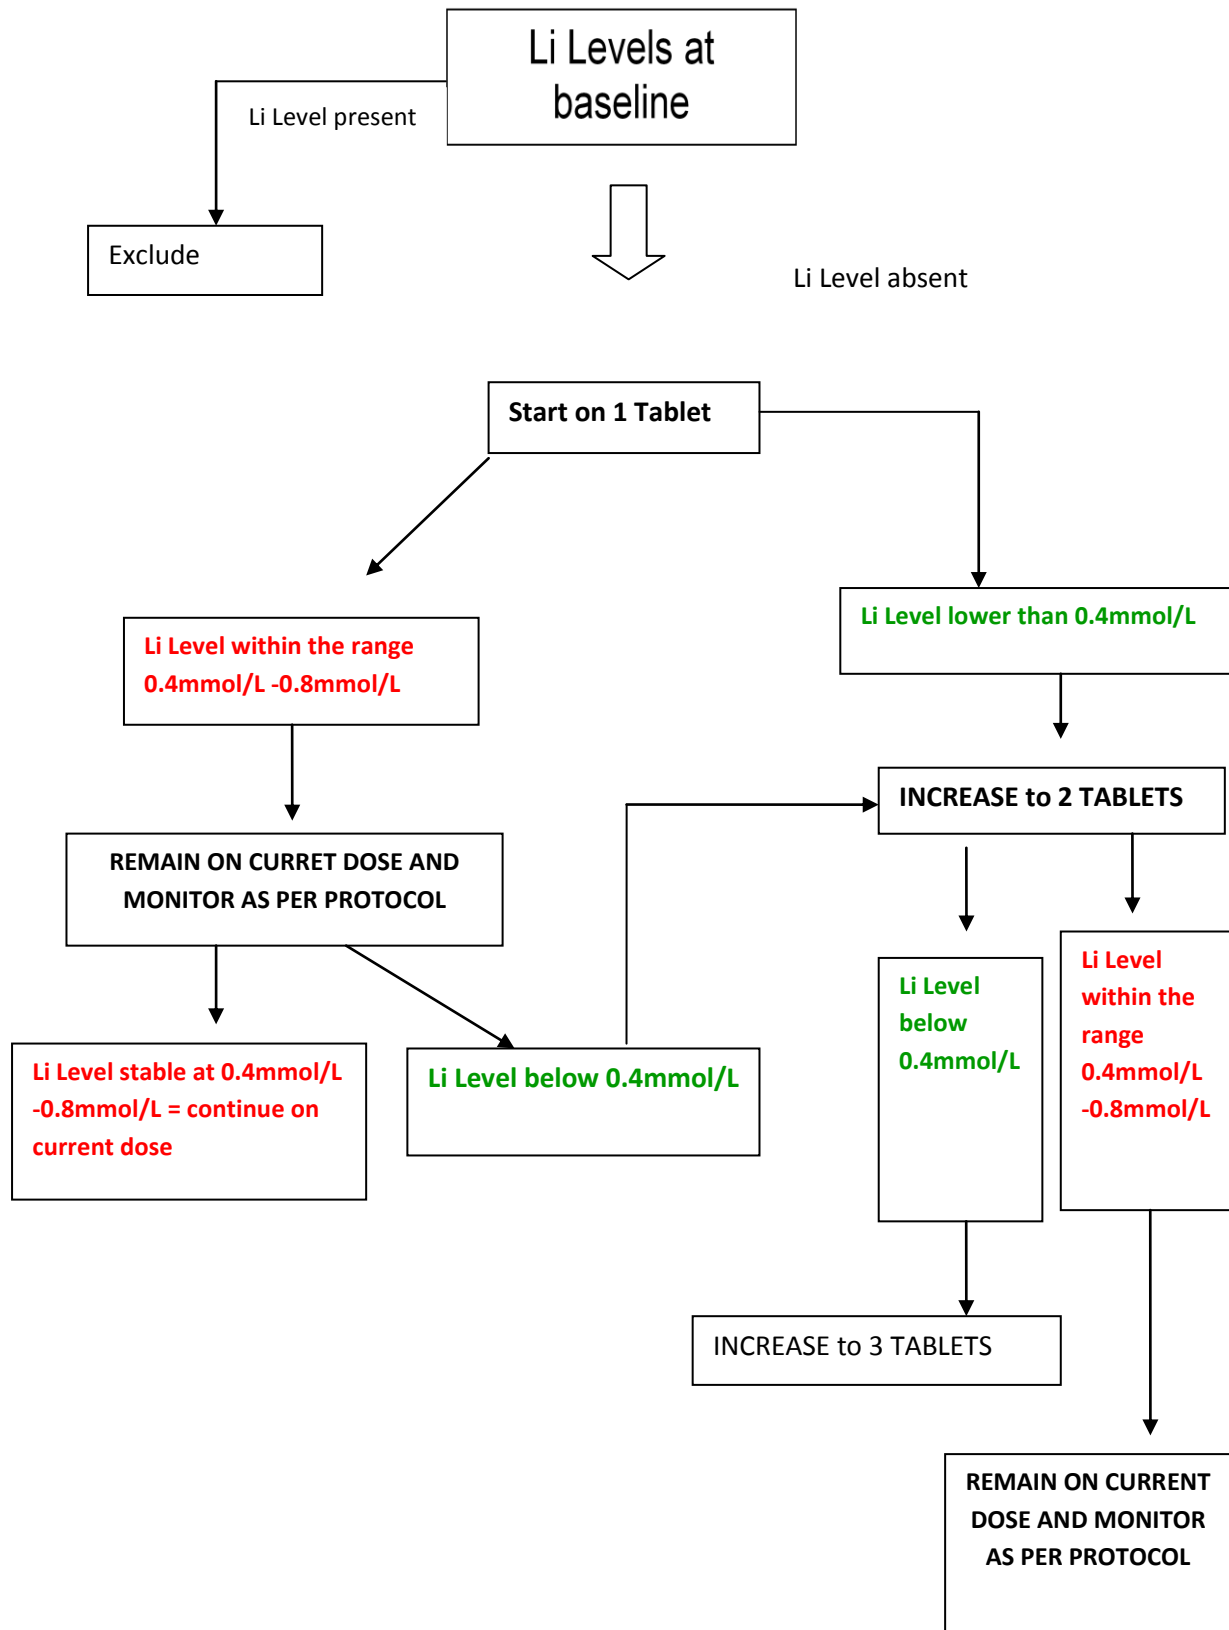 Li Levels at
baseline
Li Level present
Exclude
Li Level absent
Start on 1 Tablet
Li Level within the range
0.4mmol/L -0.8mmol/L
Li Level lower than 0.4mmol/L
INCREASE to 2 TABLETS
REMAIN ON CURRET DOSE AND
MONITOR AS PER PROTOCOL
Li Level stable at 0.4mmol/L
-0.8mmol/L = continue on
current dose
Li Level below 0.4mmol/L
Li Level
below
0.4mmol/L
Li Level
within the
range
0.4mmol/L
-0.8mmol/L
INCREASE to 3 TABLETS
REMAIN ON CURRENT
DOSE AND MONITOR
AS PER PROTOCOL